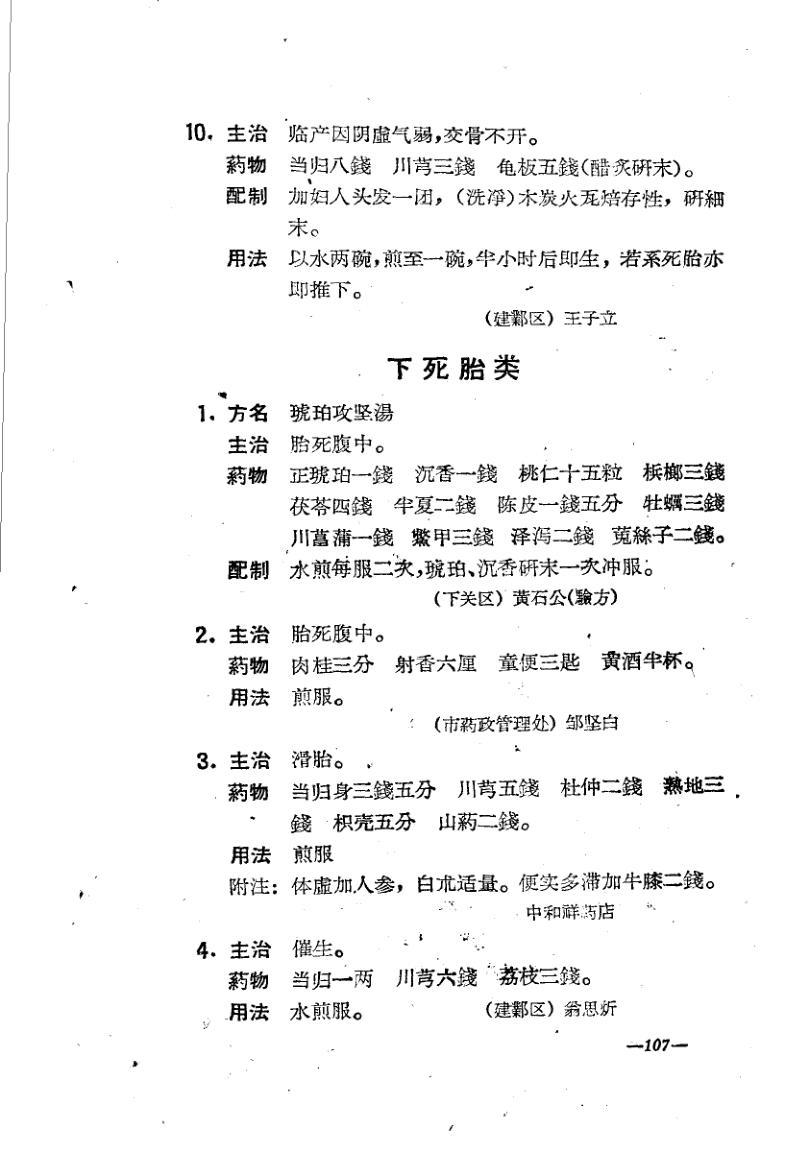 10. 主治 临产因阴虚气弱,交骨不开。
葯物 当归八錢 川芎三錢 龟板五錢(醋炙研末)。
配制 加妇人头发一团,(洗淨)木炭火瓦焙存性,研細
末。
用法 以水两碗,煎至一碗,半小时后即生,若系死胎亦
即推下。
(建鄴区) 王子立
下死胎类
1. 方名 琥珀攻坚湯
主治 胎死腹中。
葯物 正琥珀一錢 沉香一錢 桃仁十五粒 梹榔三錢
茯苓四錢 半夏二錢 陈皮一錢五分 牡蠣三錢
川菖蒲一錢 鱉甲三錢 泽泻二錢 菟絲子二錢。
配制 水煎每服二次,琥珀、沉香研末一次冲服。
(下关区) 黄石公(驗方)
2. 主治 胎死腹中。
葯物 肉桂三分 射香六厘 童便三匙 黄酒半杯。
用法 煎服。
(市葯政管理处) 邹坚白
3. 主治 滑胎。
葯物 当归身三錢五分 川芎五錢 杜仲二錢 熟地三
錢 枳壳五分 山葯二錢。
用法 煎服
附注: 体虚加人参,白朮适量。便实多滞加牛膝二錢。
中和祥葯店
4. 主治 催生。
葯物 当归一两 川芎六錢 荔枝三錢。
用法 水煎服。 (建鄴区) 翁思妡
—107—